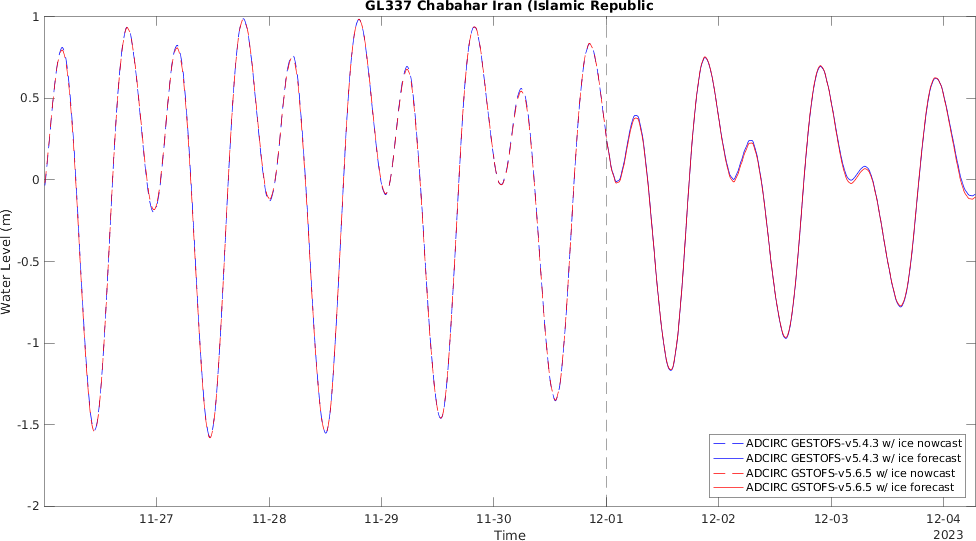 GL337 Chabahar Iran (Islamic Republic
1
0.5
0
-0.5
-1
-1.5
-2
Water Level (m)
ADCIRC GESTOFS-v5.4.3 w/ ice nowcast
ADCIRC GESTOFS-v5.4.3 w/ ice forecast
ADCIRC GSTOFS-v5.6.5 w/ ice nowcast
ADCIRC GSTOFS-v5.6.5 w/ ice forecast
11-27 11-28 11-29 11-30 12-01 12-02 12-03 12-04
Time
2023